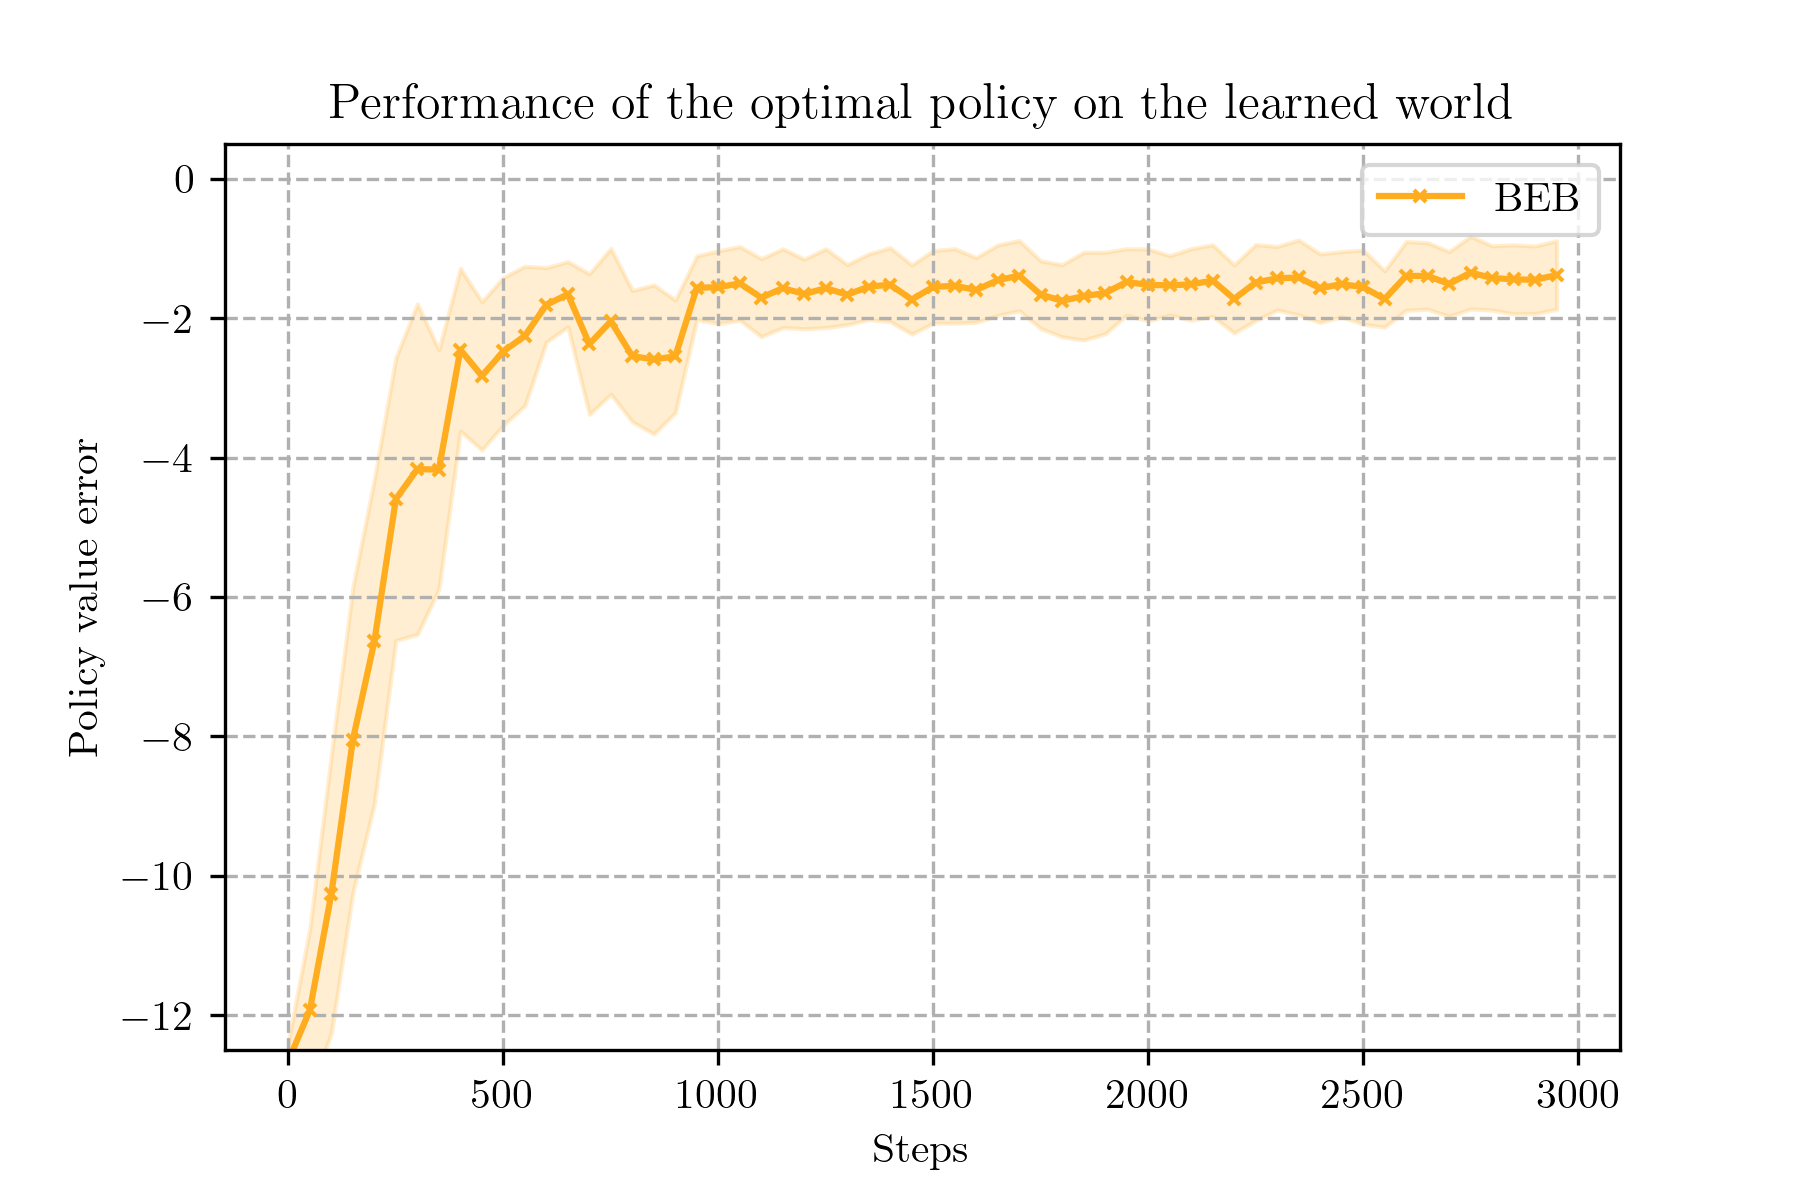 Performance of the optimal policy on the learned world
BEB
Policy value error
0
−2
−4
−6
−8
−10
−12
0 500 1000 1500 2000 2500 3000
Steps